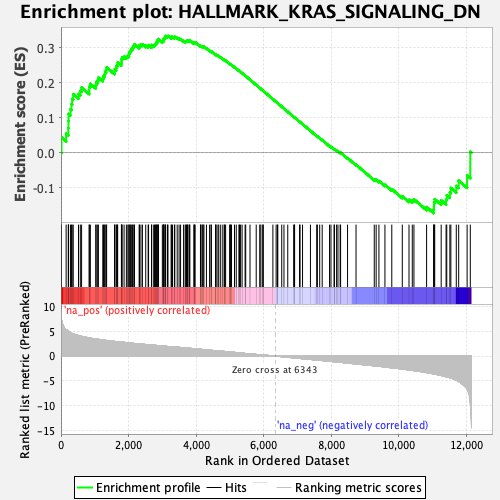 Enrichment plot: HALLMARK_KRAS_SIGNALING_DN
Enrichment score (ES)
0.3
0.2
0.1
0.0
-0.1
'na_pos' (positively correlated)
Ranked list metric (PreRanked)
10
5
0
-5
-10
-15
Zero cross at 6343
'na_neg' (negatively correlated)
0
2,000
4,000
6,000
8,000
10,000
12,000
Rank in Ordered Dataset
Enrichment profile
Hits
Ranking metric scores